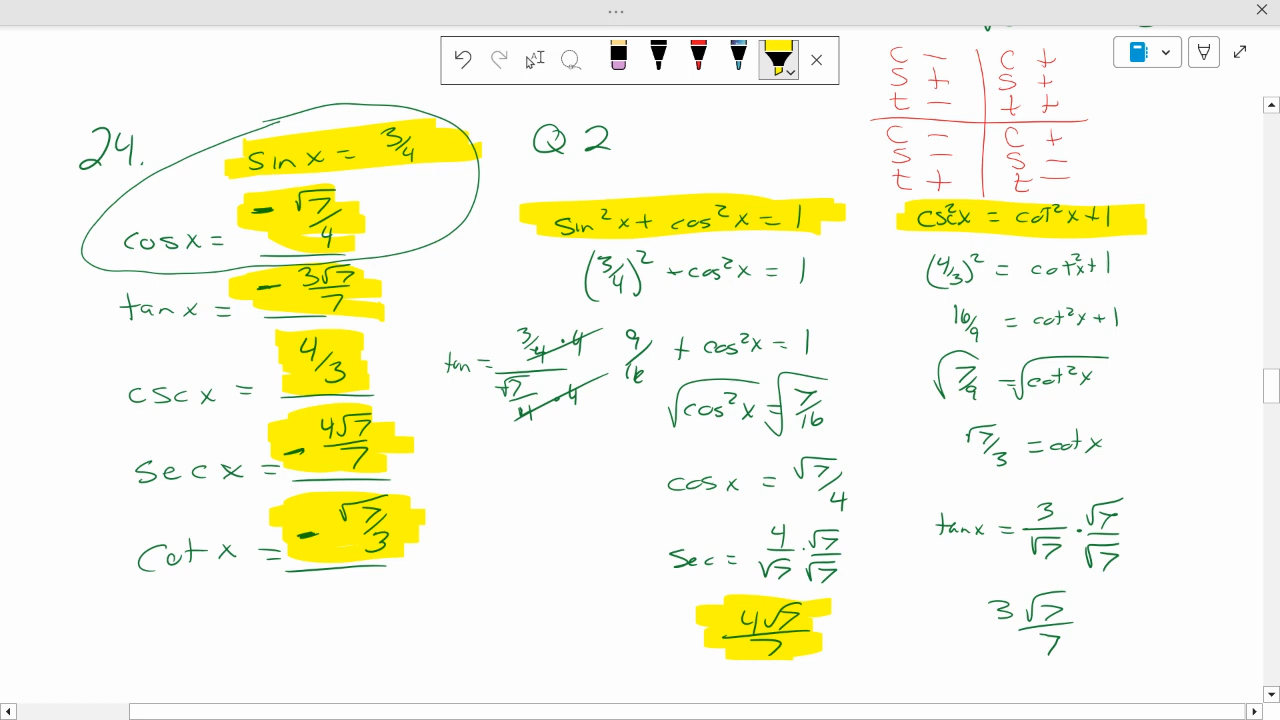 24.
sin x = 3/4
cos x = - √7/4
tan x = - 3√7/7
csc x = 4/3
sec x = - 4√7/7
cot x = - √7/3
Q 2
sin²x + cos²x = 1
(3/4)² + cos²x = 1
9/16 + cos²x = 1
√cos²x = √7/16
cos x = √7/4
sec = 4/√7 · √7/√7
4√7/7
tan = 3/4 · 4 / √7/4 · 4
C - | C +
S + | S +
t - | t +
C - | C +
S - | S -
t + | t -
csc²x = cot²x + 1
(4/3)² = cot²x + 1
16/9 = cot²x + 1
√7/9 = √cot²x
√7/3 = cot x
tan x = 3/√7 · √7/√7
3√7/7